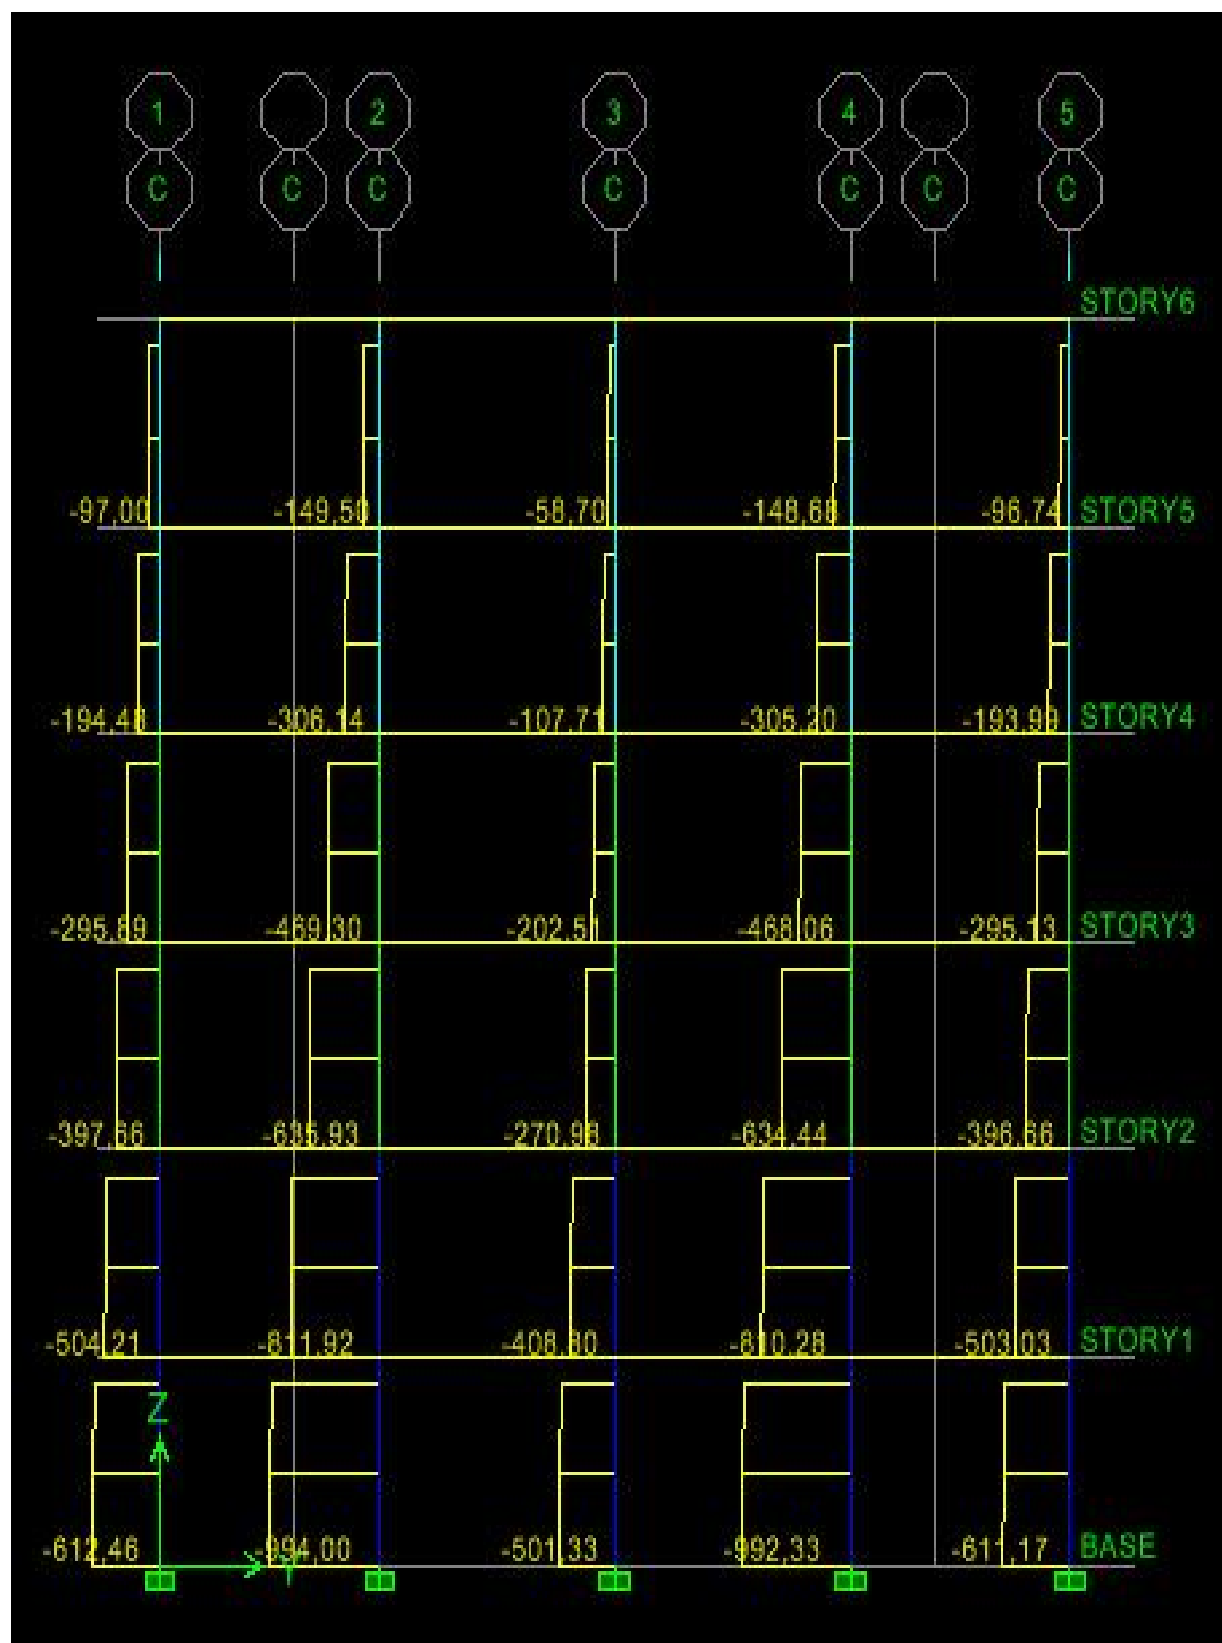 1 2 3 4 5
C C C C C C C
STORY6
-97,00 -149,50 -58,70 -148,68 -96,74 STORY5
-194,48 -306,14 -107,71 -305,20 -193,99 STORY4
-295,89 -469,30 -202,51 -468,06 -295,13 STORY3
-397,66 -635,93 -270,98 -634,44 -396,66 STORY2
-504,21 -811,92 -408,80 -810,28 -503,03 STORY1
Z
-612,46 -994,00 -501,33 -992,33 -611,17 BASE